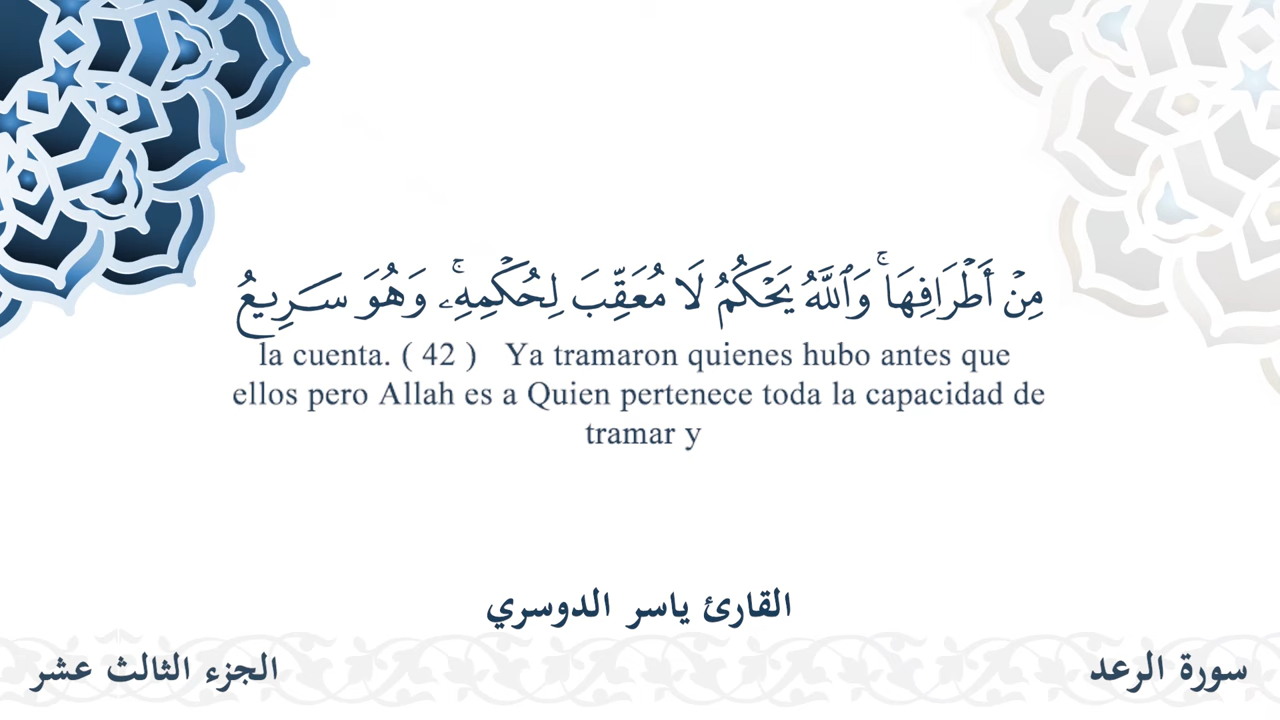 مِنۡ أَطۡرَافِهَاۚ وَٱللَّهُ يَحۡكُمُ لَا مُعَقِّبَ لِحُكۡمِهِۦۚ وَهُوَ سَرِيعُ
la cuenta. ( 42 ) Ya tramaron quienes hubo antes que
ellos pero Allah es a Quien pertenece toda la capacidad de
tramar y
القارئ ياسر الدوسري
سورة الرعد
الجزء الثالث عشر